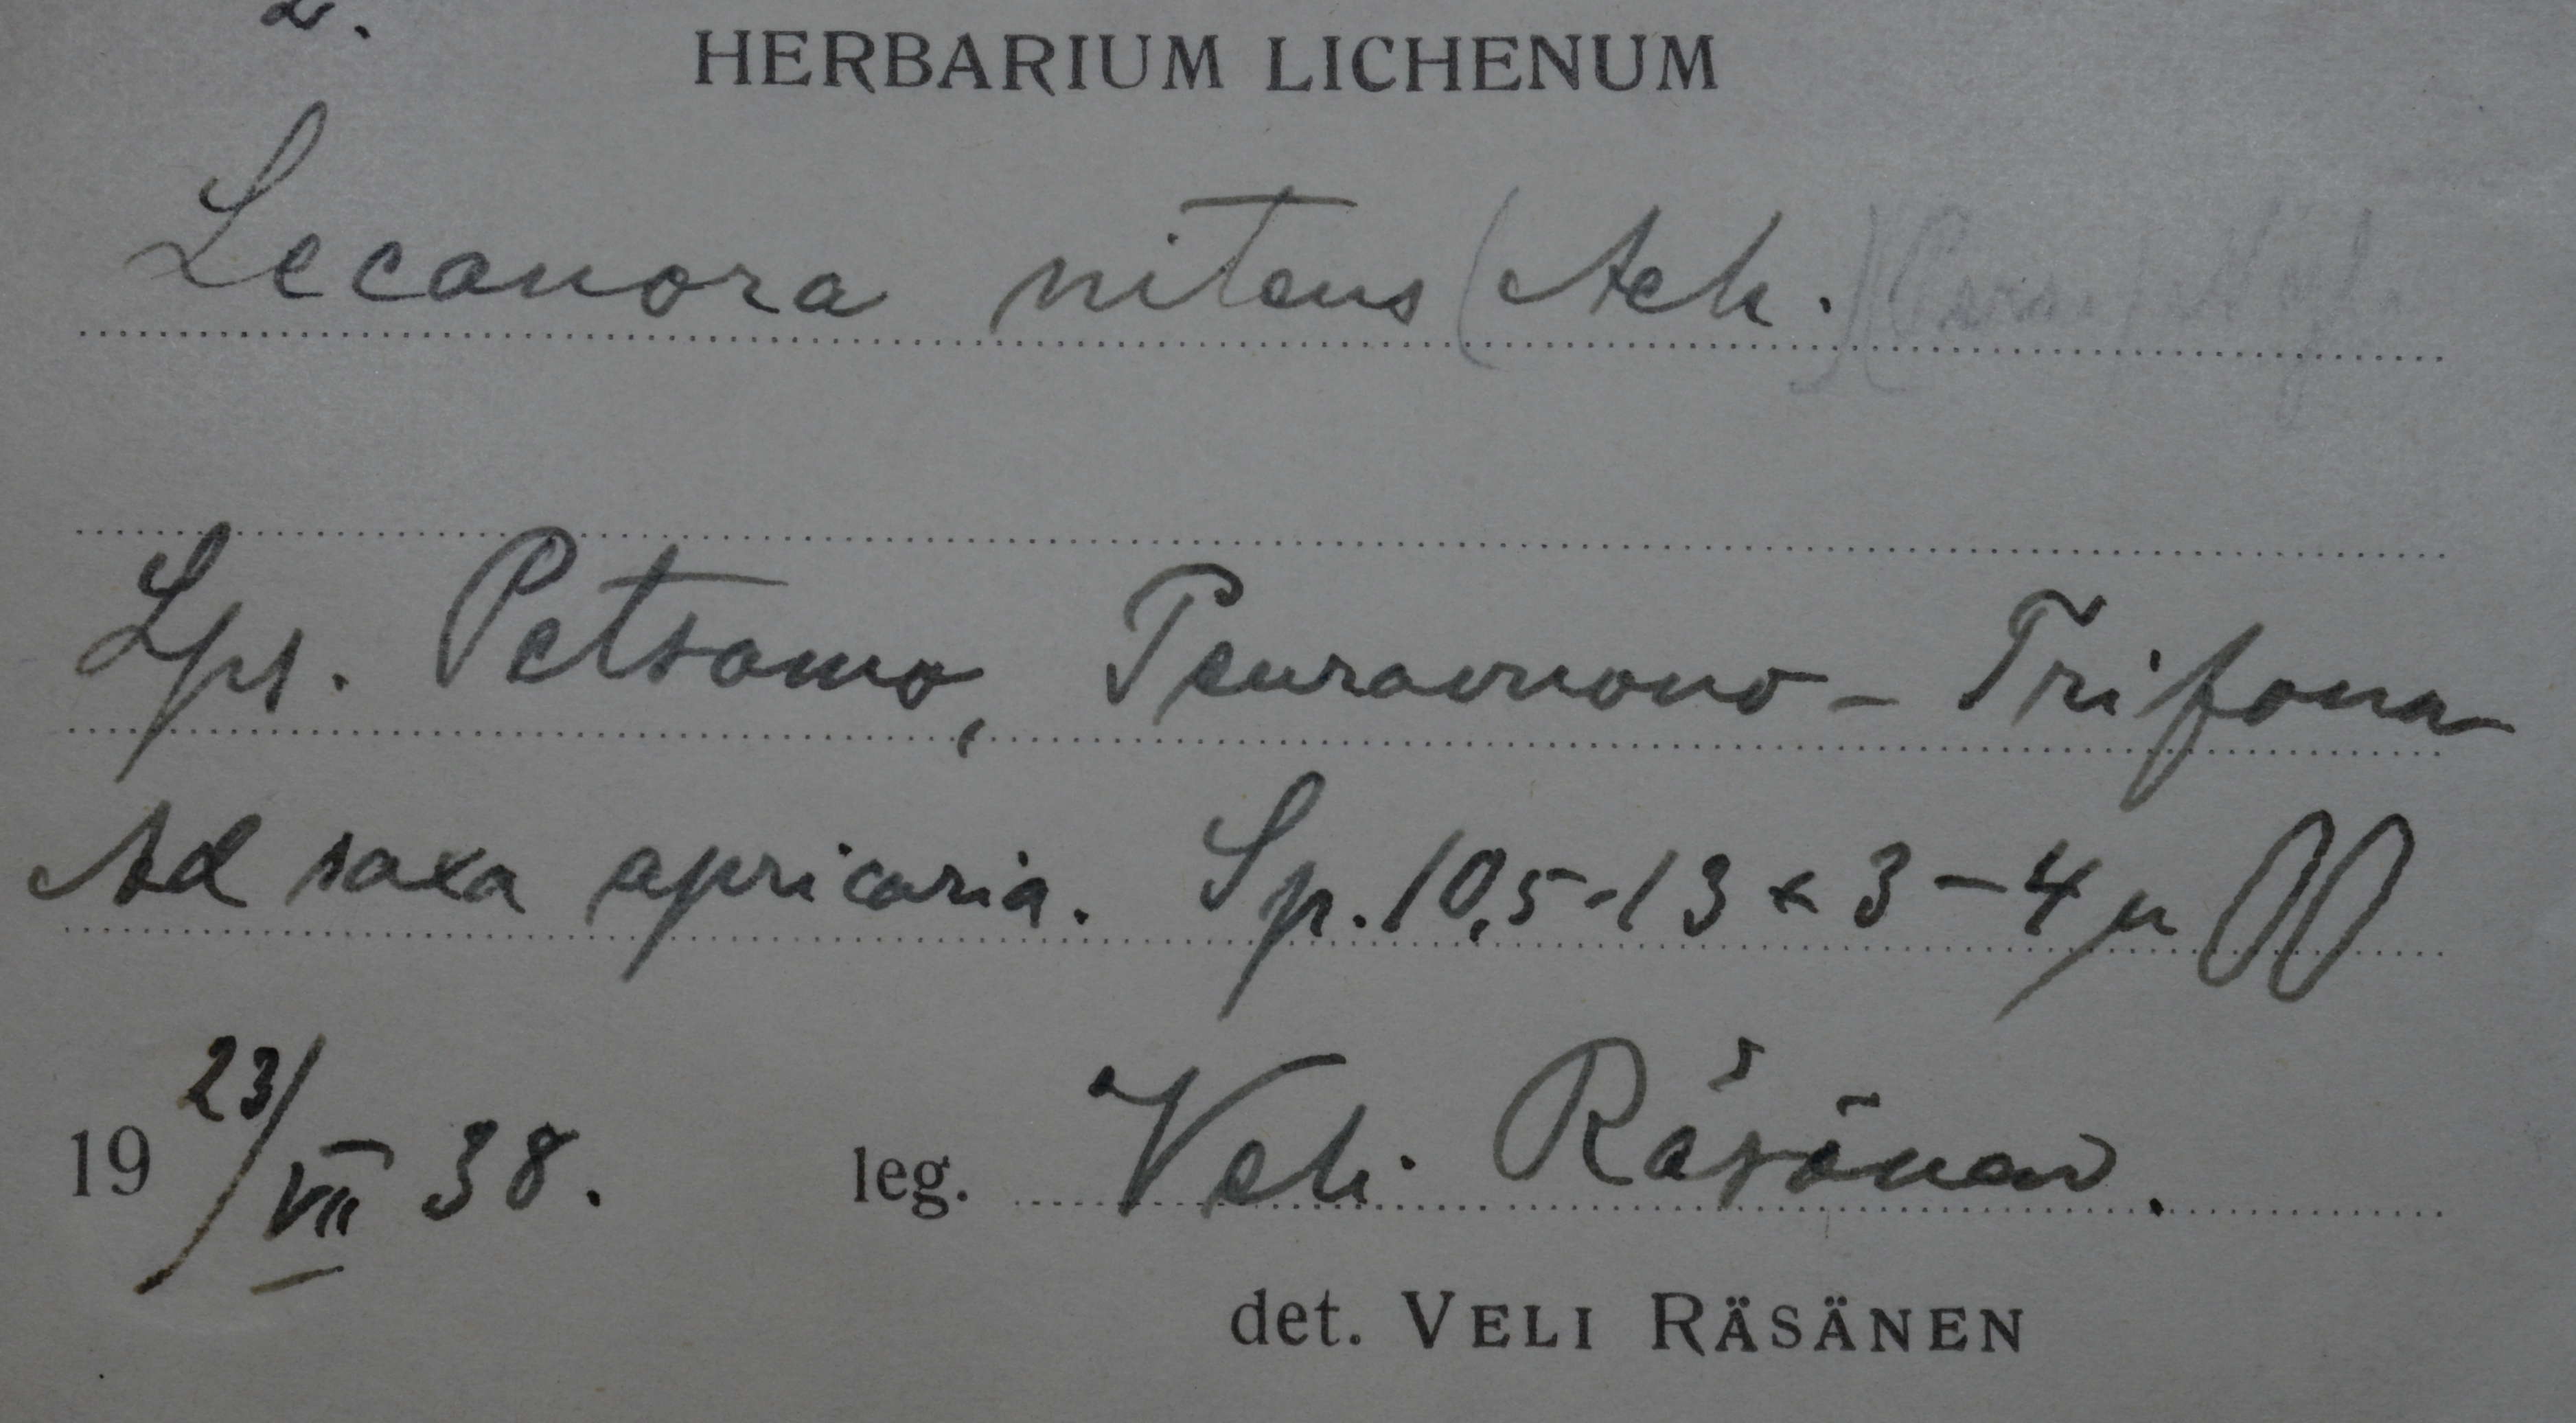 2.
HERBARIUM LICHENUM
Lecanora nitens (Ach.)
Lps. Petsamo, Peuravuono - Trifona
Ad saxa apricaria. Sp. 10,5-13 × 3-4 µ
19 23/VII 38. leg. Veli Räsänen.
det. VELI RÄSÄNEN